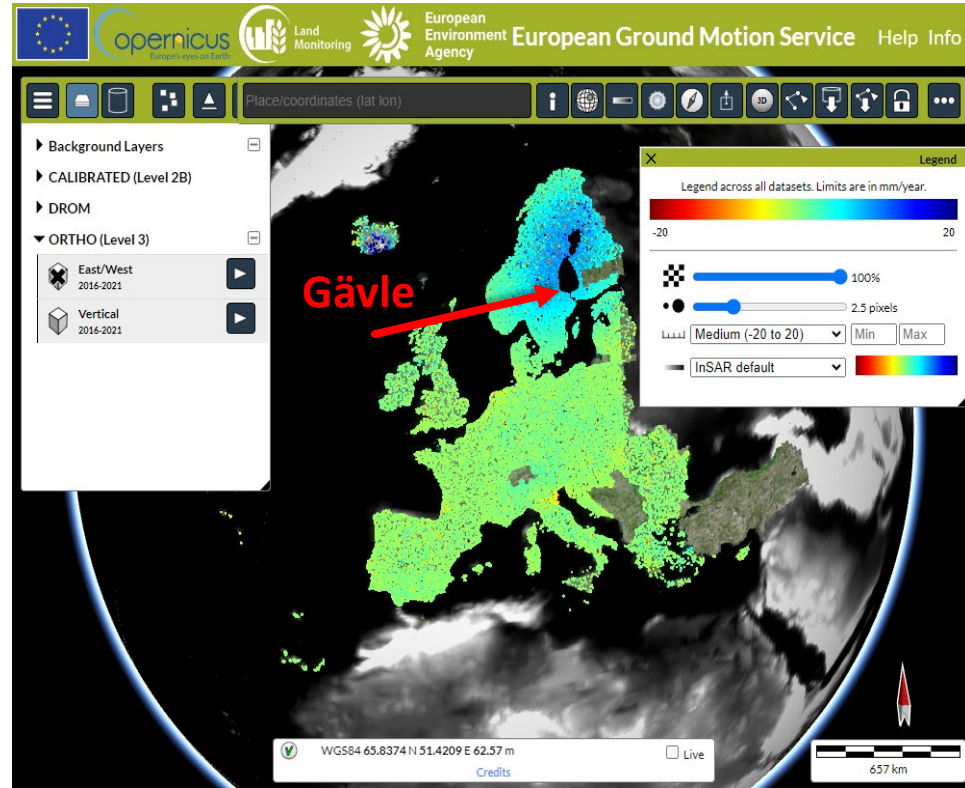 opernicus
Europe's eyes on Earth
Land
Monitoring
European
Environment
Agency
European Ground Motion Service
Help Info
Place/coordinates (lat lon)
3D
Background Layers
CALIBRATED (Level 2B)
DROM
ORTHO (Level 3)
East/West
2016-2021
Vertical
2016-2021
Gävle
X Legend
Legend across all datasets. Limits are in mm/year.
-20 20
100%
2.5 pixels
Medium (-20 to 20) Min Max
InSAR default
WGS84 65.8374 N 51.4209 E 62.57 m
Live
Credits
657 km